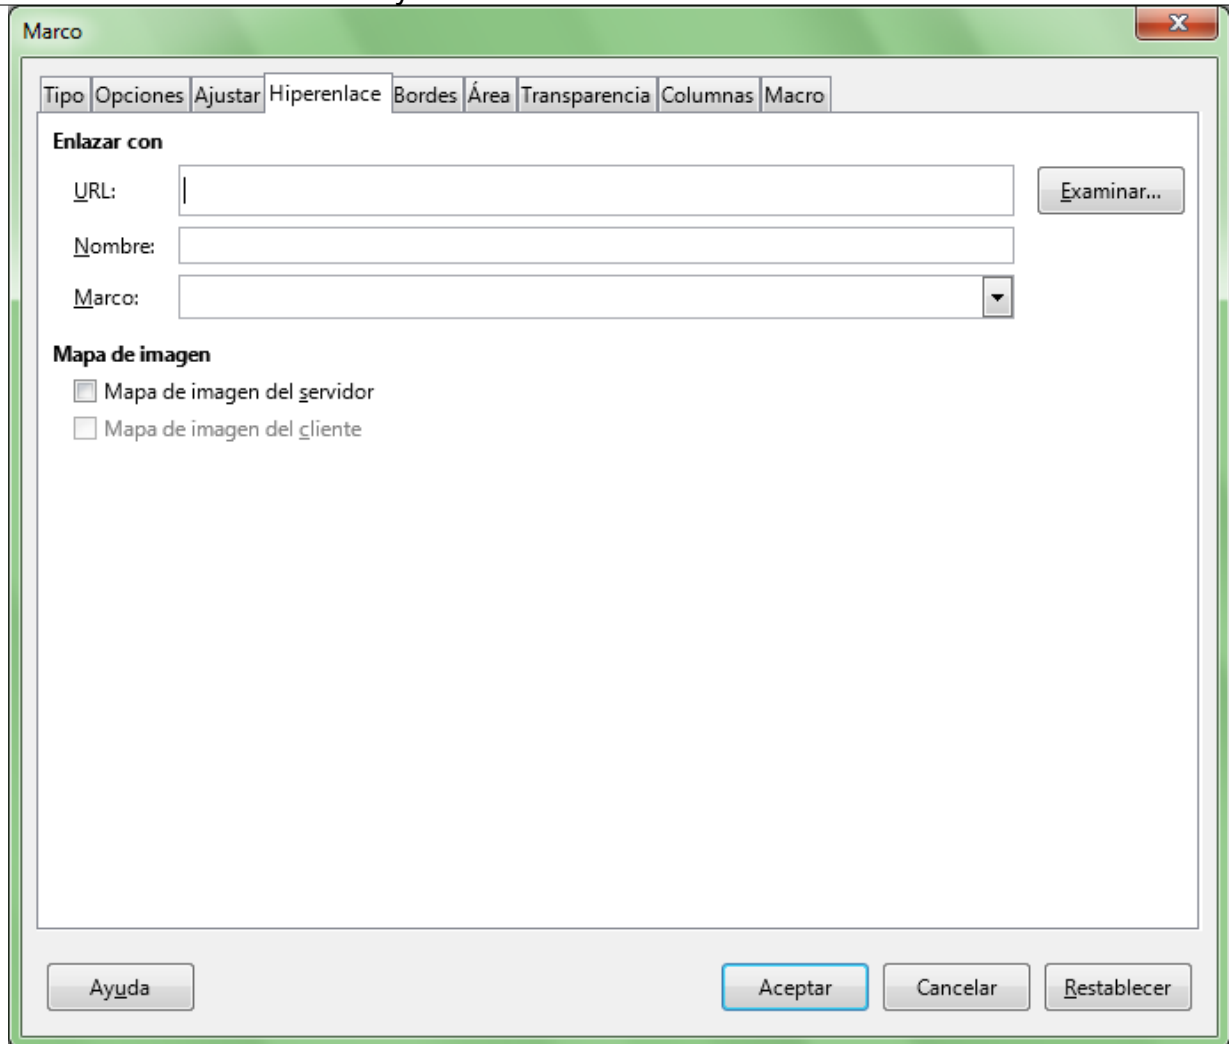 Marco
Tipo Opciones Ajustar Hiperenlace Bordes Área Transparencia Columnas Macro
Enlazar con
URL: Examinar...
Nombre:
Marco:
Mapa de imagen
Mapa de imagen del servidor
Mapa de imagen del cliente
Ayuda Aceptar Cancelar Restablecer